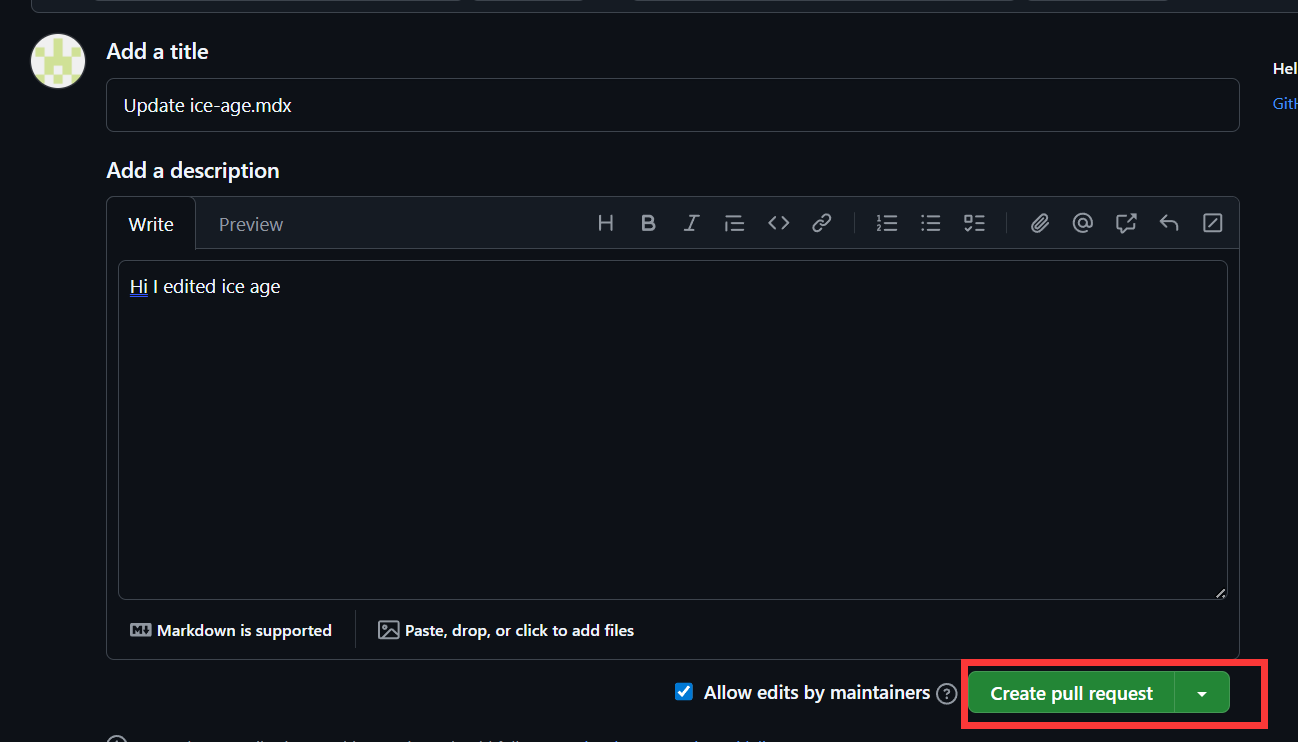 Add a title
Hel
Update ice-age.mdx
Add a description
Write
Preview
Hi I edited ice age
Markdown is supported
Paste, drop, or click to add files
Allow edits by maintainers
Create pull request